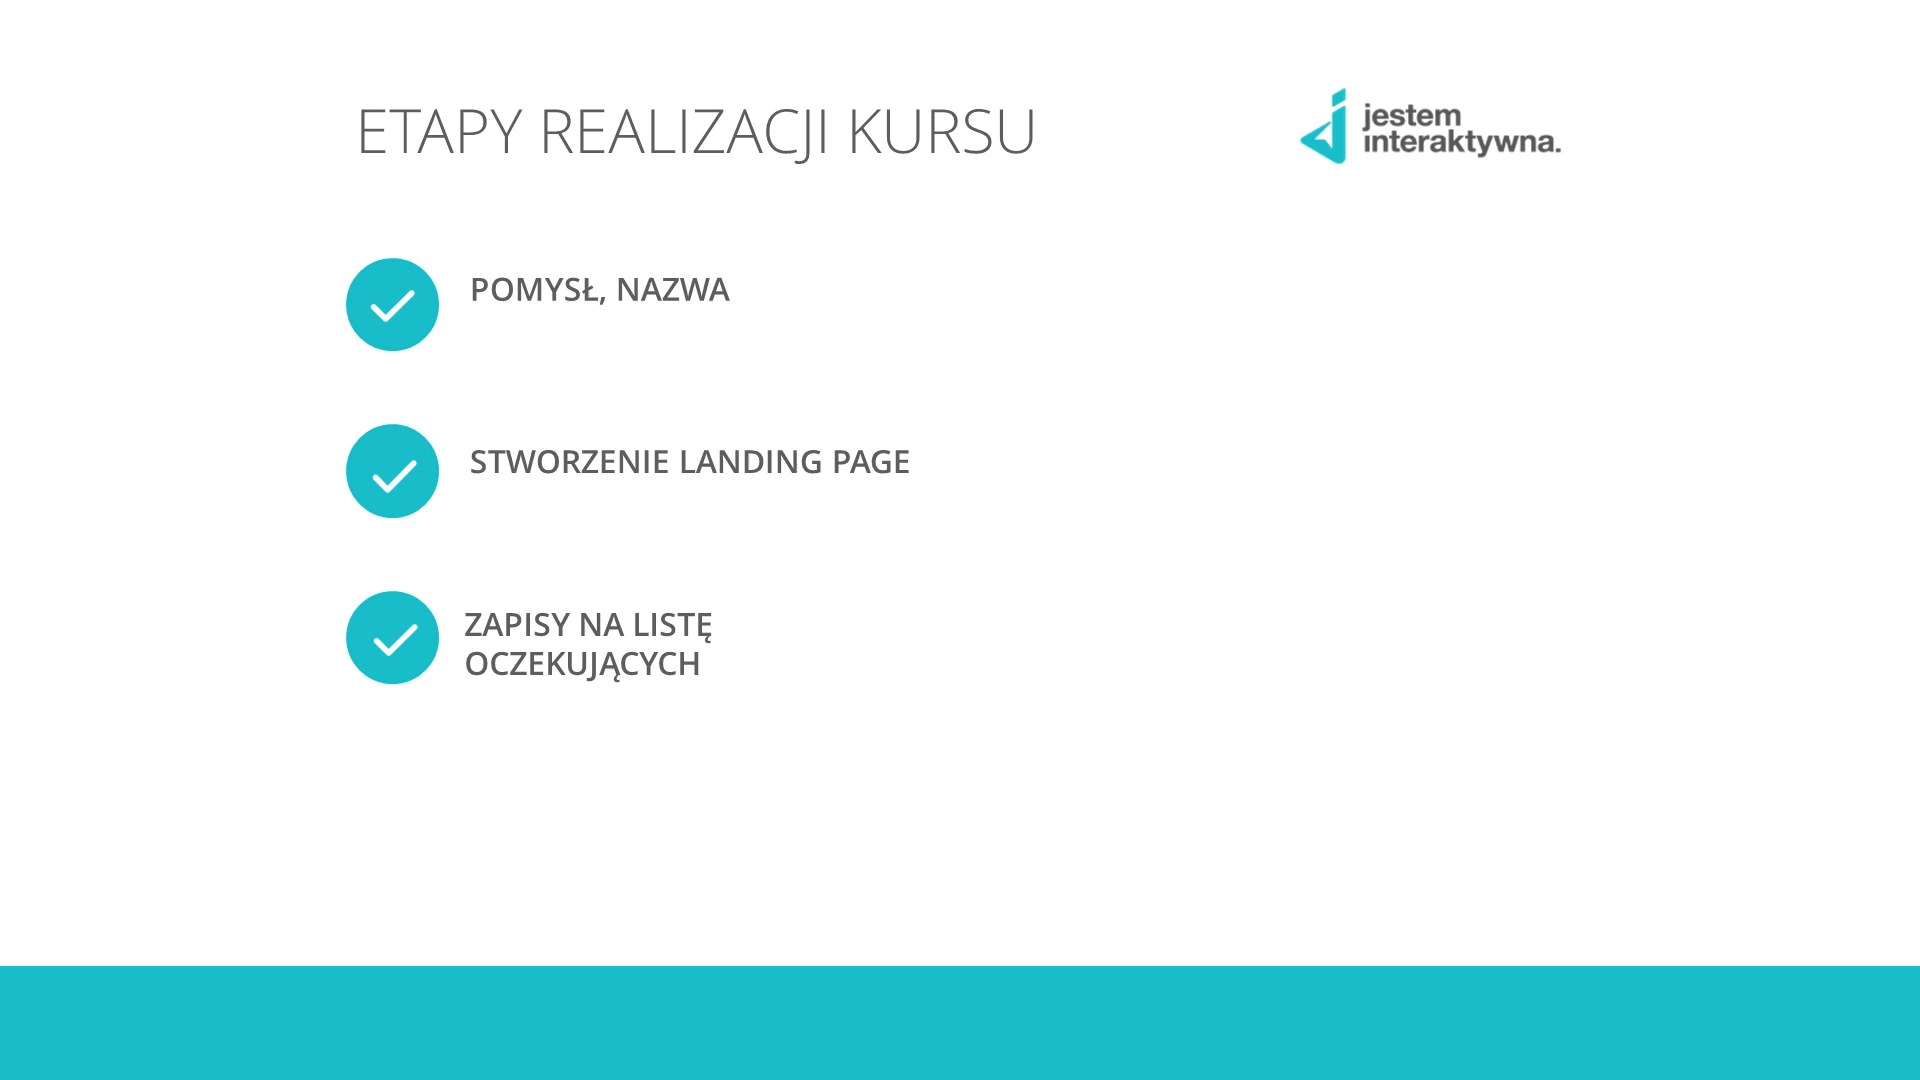 ETAPY REALIZACJI KURSU
jestem
interaktywna.
POMYSŁ, NAZWA
STWORZENIE LANDING PAGE
ZAPISY NA LISTĘ
OCZEKUJĄCYCH